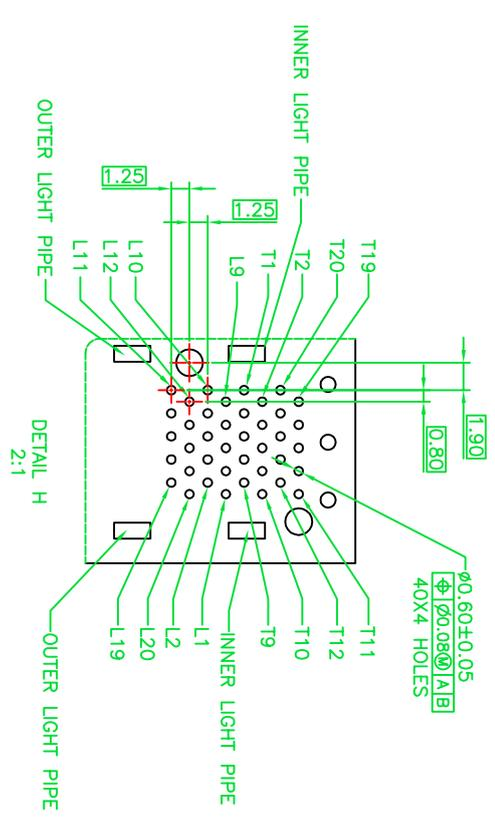 INNER LIGHT PIPE
OUTER LIGHT PIPE
1.25
1.25
L11
L12
L10
L9
T1
T2
T20
T19
1.90
0.80
Ø0.60±0.05
⌖ Ø0.08Ⓜ A B
40X4 HOLES
DETAIL H
2:1
L19
L20
L2
L1
INNER LIGHT PIPE
T9
T10
T12
T11
OUTER LIGHT PIPE